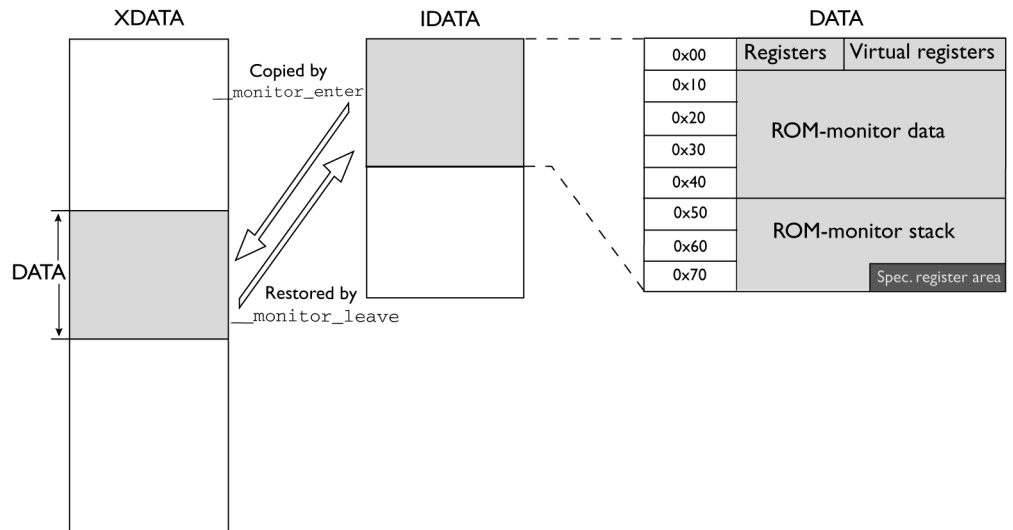 XDATA
IDATA
DATA
Copied by
__monitor_enter
0x00
Registers
Virtual registers
0x10
0x20
0x30
0x40
ROM-monitor data
0x50
0x60
0x70
ROM-monitor stack
Spec. register area
DATA
Restored by
__monitor_leave